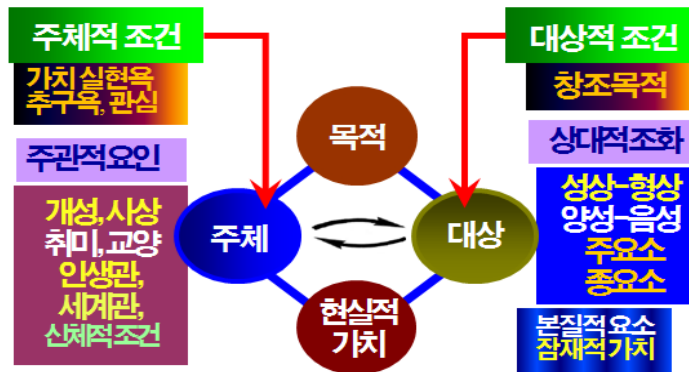 주체적 조건
가치 실현욕
추구욕, 관심
주관적 요인
개성, 사상
취미, 교양
인생관,
세계관,
신체적 조건
목적
주체
대상
현실적
가치
대상적 조건
창조목적
상대적 조화
성상-형상
양성-음성
주요소
종요소
본질적 요소
잠재적 가치